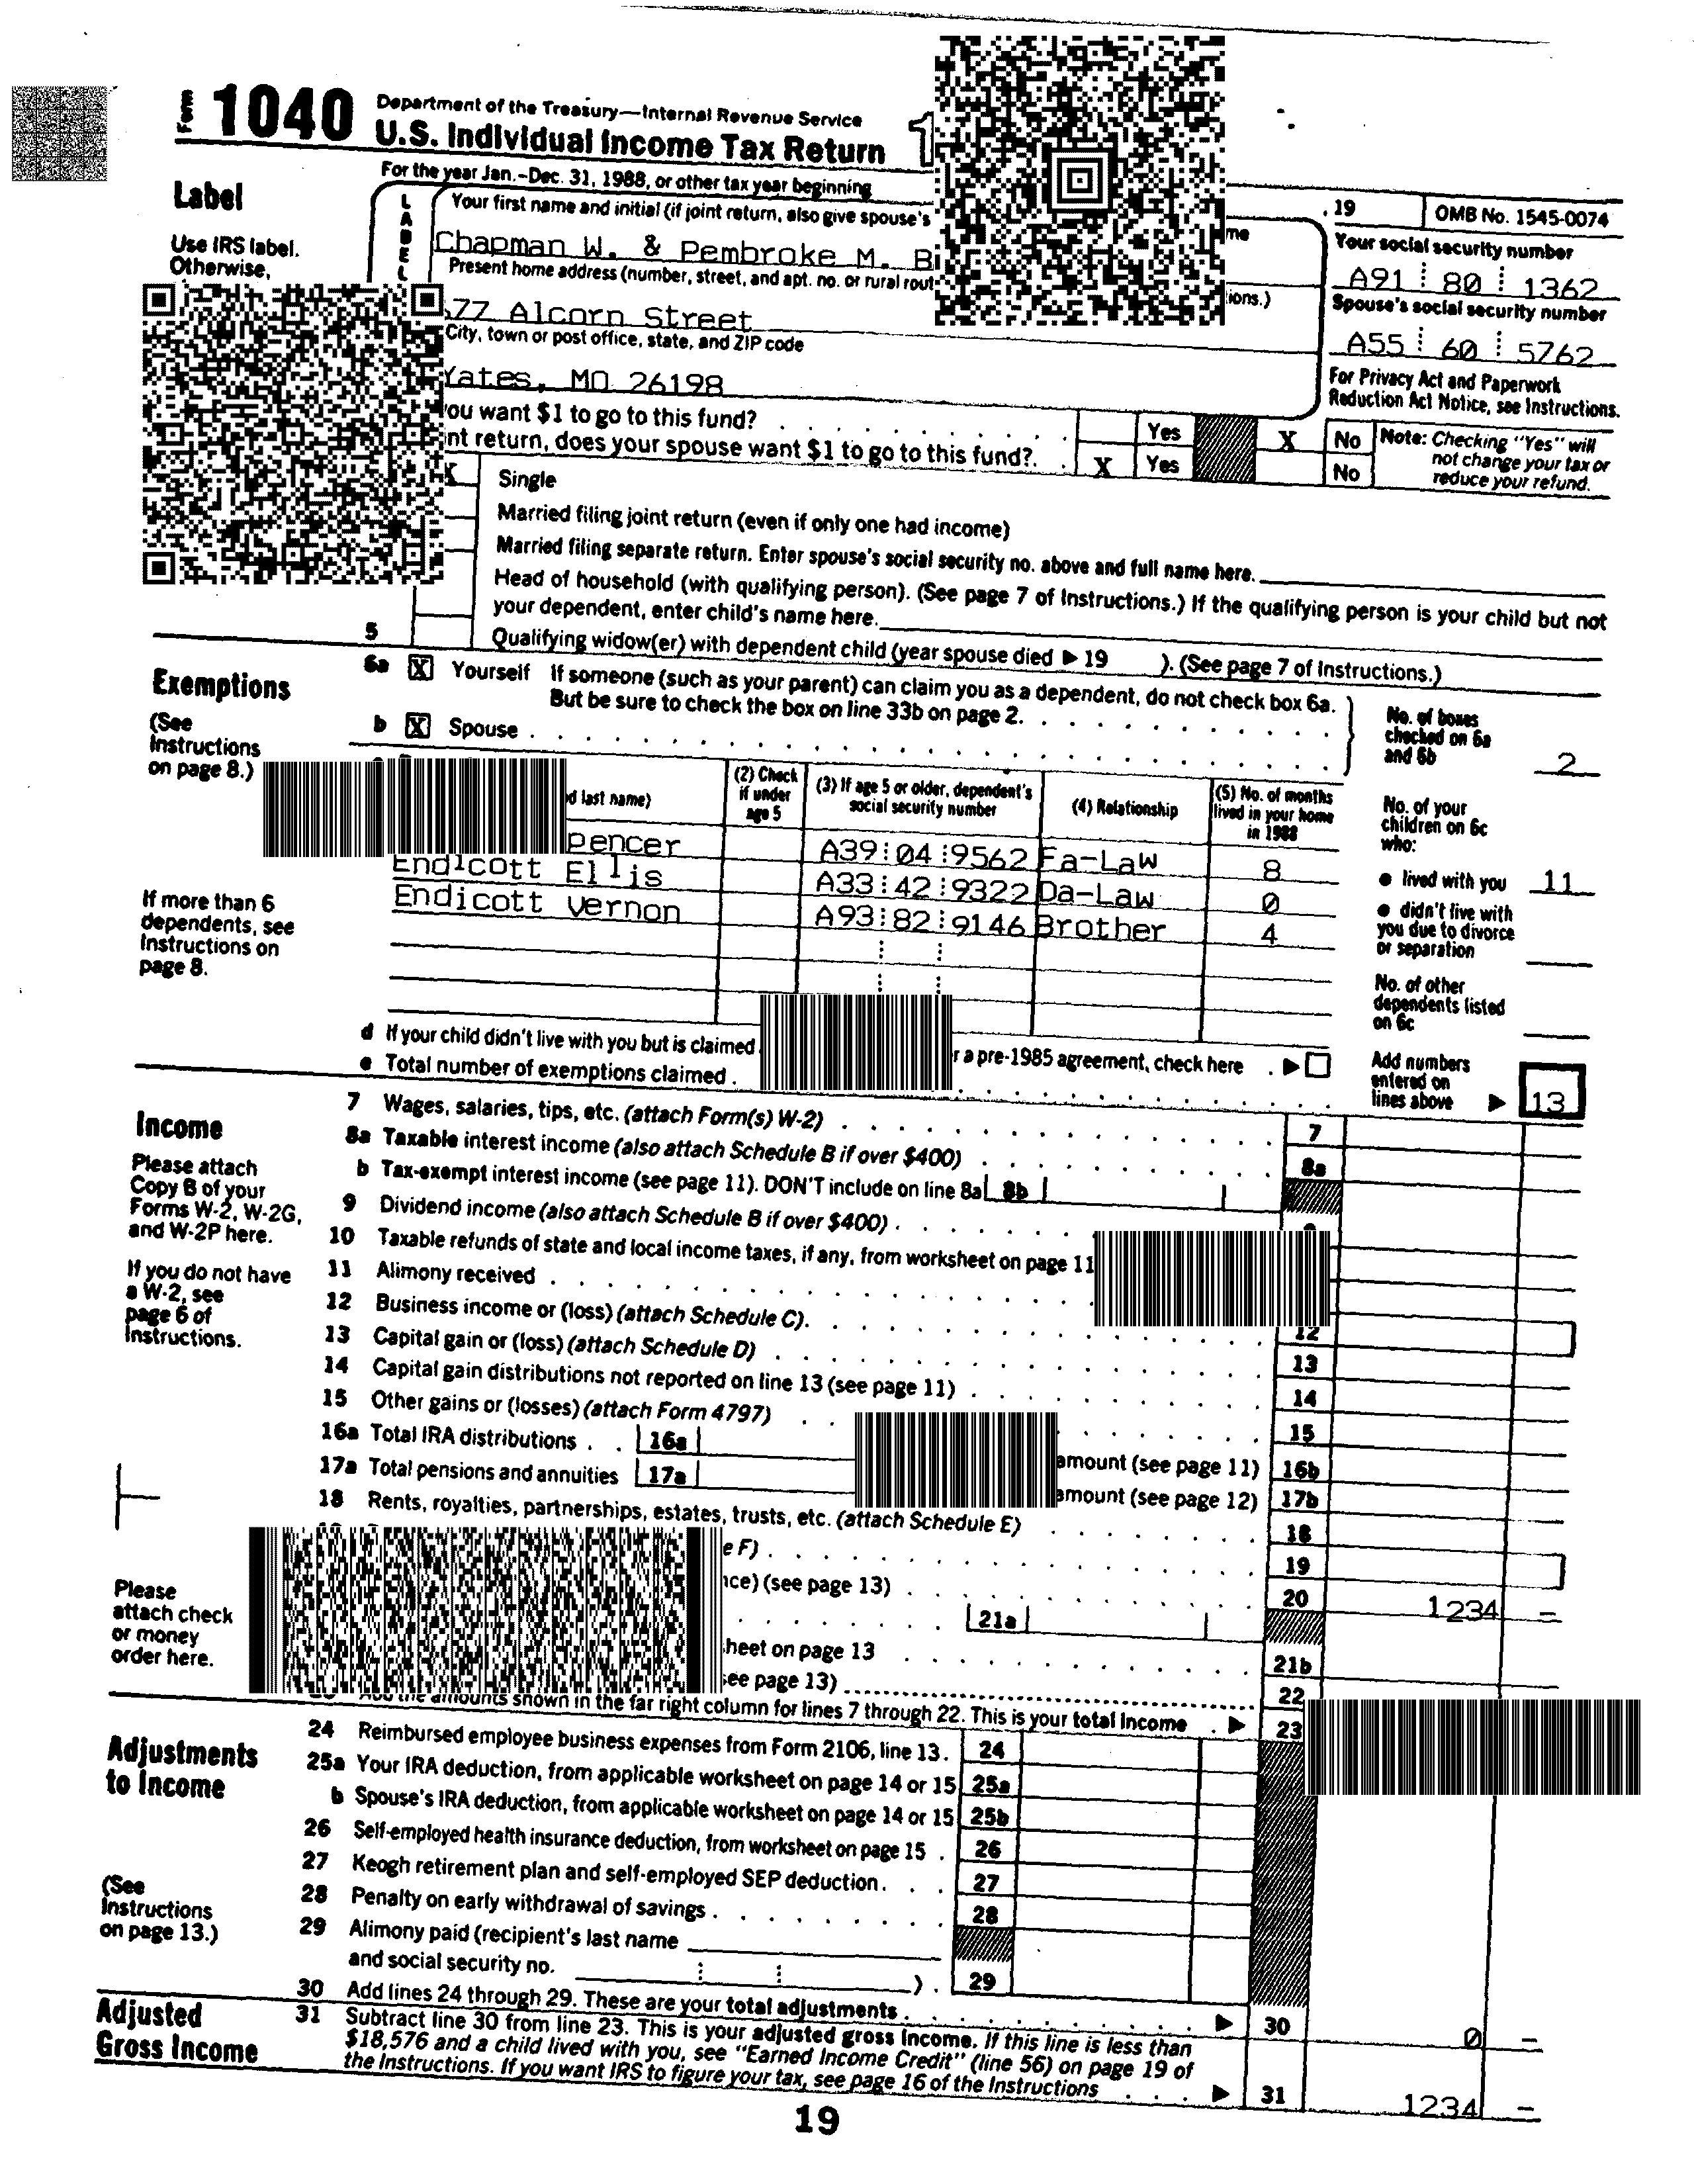 Form 1040 Department of the Treasury—Internal Revenue Service
U.S. Individual Income Tax Return
For the year Jan.-Dec. 31, 1988, or other tax year beginning , 19 OMB No. 1545-0074
Label
Use IRS label.
Otherwise,
LABEL
Your first name and initial (if joint return, also give spouse's
Chapman W. & Pembroke M.
Your social security number
A91 80 1362
Present home address (number, street, and apt. no. or rural
77 Alcorn Street
Spouse's social security number
A55 60 5762
City, town or post office, state, and ZIP code
Yates, MO 26198
For Privacy Act and Paperwork
Reduction Act Notice, see Instructions.
you want $1 to go to this fund? Yes X No
return, does your spouse want $1 to go to this fund? X Yes No
Note: Checking "Yes" will
not change your tax or
reduce your refund.
Single
Married filing joint return (even if only one had income)
Married filing separate return. Enter spouse's social security no. above and full name here.
Head of household (with qualifying person). (See page 7 of Instructions.) If the qualifying person is your child but not
your dependent, enter child's name here.
5 Qualifying widow(er) with dependent child (year spouse died ▶ 19 ). (See page 7 of Instructions.)
Exemptions
(See
Instructions
on page 8.)
6a X Yourself If someone (such as your parent) can claim you as a dependent, do not check box 6a.
But be sure to check the box on line 33b on page 2.
b X Spouse
No. of boxes
checked on 6a
and 6b 2
last name)
(2) Check
if under
age 5
(3) If age 5 or older, dependent's
social security number
(4) Relationship
(5) No. of months
lived in your home
in 1988
A39 04 9562 Fa-Law 8
Endicott Ellis A33 42 9322 Da-Law 0
Endicott Vernon A93 82 9146 Brother 4
If more than 6
dependents, see
Instructions on
page 8.
No. of your
children on 6c
who:
● lived with you 11
● didn't live with
you due to divorce
or separation
No. of other
dependents listed
on 6c
d If your child didn't live with you but is claimed a pre-1985 agreement, check here ▶
e Total number of exemptions claimed
Add numbers
entered on
lines above ▶ 13
Income
Please attach
Copy B of your
Forms W-2, W-2G,
and W-2P here.
If you do not have
a W-2, see
page 6 of
Instructions.
Please
attach check
or money
order here.
7 Wages, salaries, tips, etc. (attach Form(s) W-2) 7
8a Taxable interest income (also attach Schedule B if over $400) 8a
b Tax-exempt interest income (see page 11). DON'T include on line 8a 8b
9 Dividend income (also attach Schedule B if over $400)
10 Taxable refunds of state and local income taxes, if any, from worksheet on page 11
11 Alimony received
12 Business income or (loss) (attach Schedule C). 12
13 Capital gain or (loss) (attach Schedule D) 13
14 Capital gain distributions not reported on line 13 (see page 11) 14
15 Other gains or (losses) (attach Form 4797) 15
16a Total IRA distributions 16a amount (see page 11) 16b
17a Total pensions and annuities 17a amount (see page 12) 17b
18 Rents, royalties, partnerships, estates, trusts, etc. (attach Schedule E) 18
F) 19
(see page 13) 20 1234 –
21a
on page 13 21b
page 13) 22
the amounts shown in the far right column for lines 7 through 22. This is your total income ▶ 23
Adjustments
to Income
(See
Instructions
on page 13.)
24 Reimbursed employee business expenses from Form 2106, line 13. 24
25a Your IRA deduction, from applicable worksheet on page 14 or 15 25a
b Spouse's IRA deduction, from applicable worksheet on page 14 or 15 25b
26 Self-employed health insurance deduction, from worksheet on page 15 26
27 Keogh retirement plan and self-employed SEP deduction 27
28 Penalty on early withdrawal of savings 28
29 Alimony paid (recipient's last name
and social security no. ) 29
30 Add lines 24 through 29. These are your total adjustments ▶ 30 0 –
Adjusted
Gross Income
31 Subtract line 30 from line 23. This is your adjusted gross income. If this line is less than
$18,576 and a child lived with you, see "Earned Income Credit" (line 56) on page 19 of
the Instructions. If you want IRS to figure your tax, see page 16 of the Instructions ▶ 31 1234 –
19